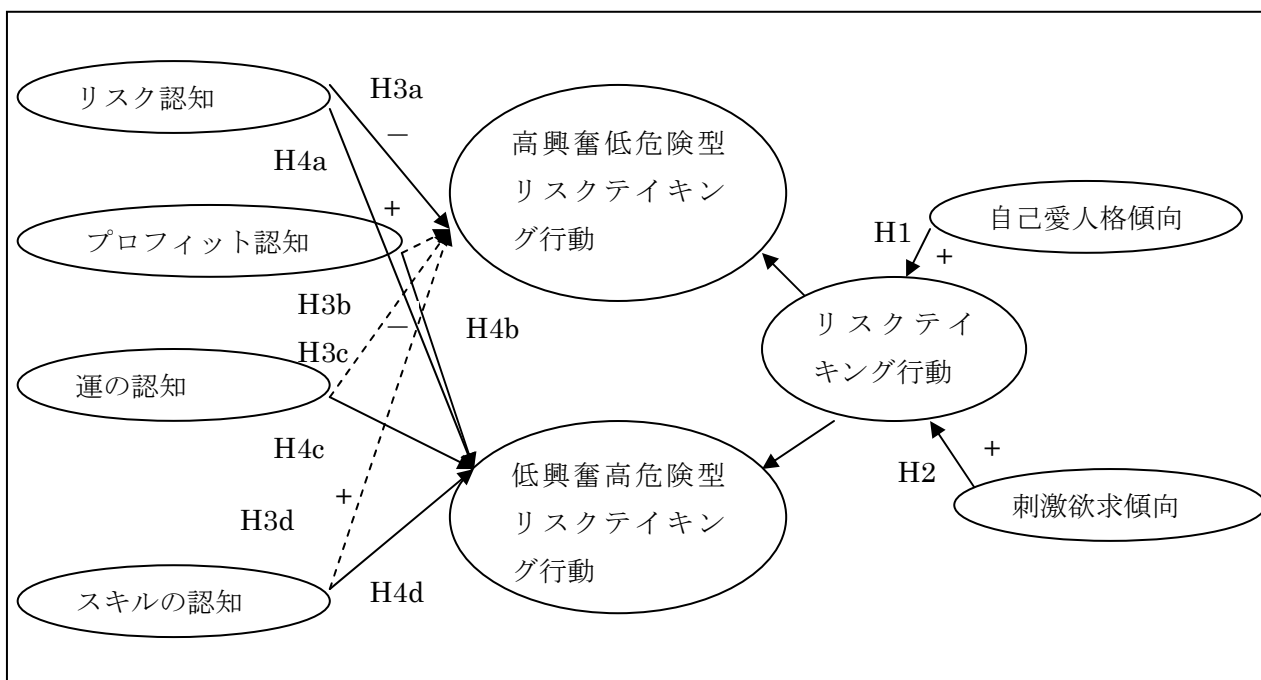 リスク認知
H3a
－
H4a
高興奮低危険型
リスクテイキン
グ行動
＋
プロフィット認知
自己愛人格傾向
H1
＋
H3b
－
H4b
H3c
リスクテイ
キング行動
運の認知
H4c
低興奮高危険型
リスクテイキン
グ行動
＋
H2
刺激欲求傾向
＋
H3d
スキルの認知
H4d